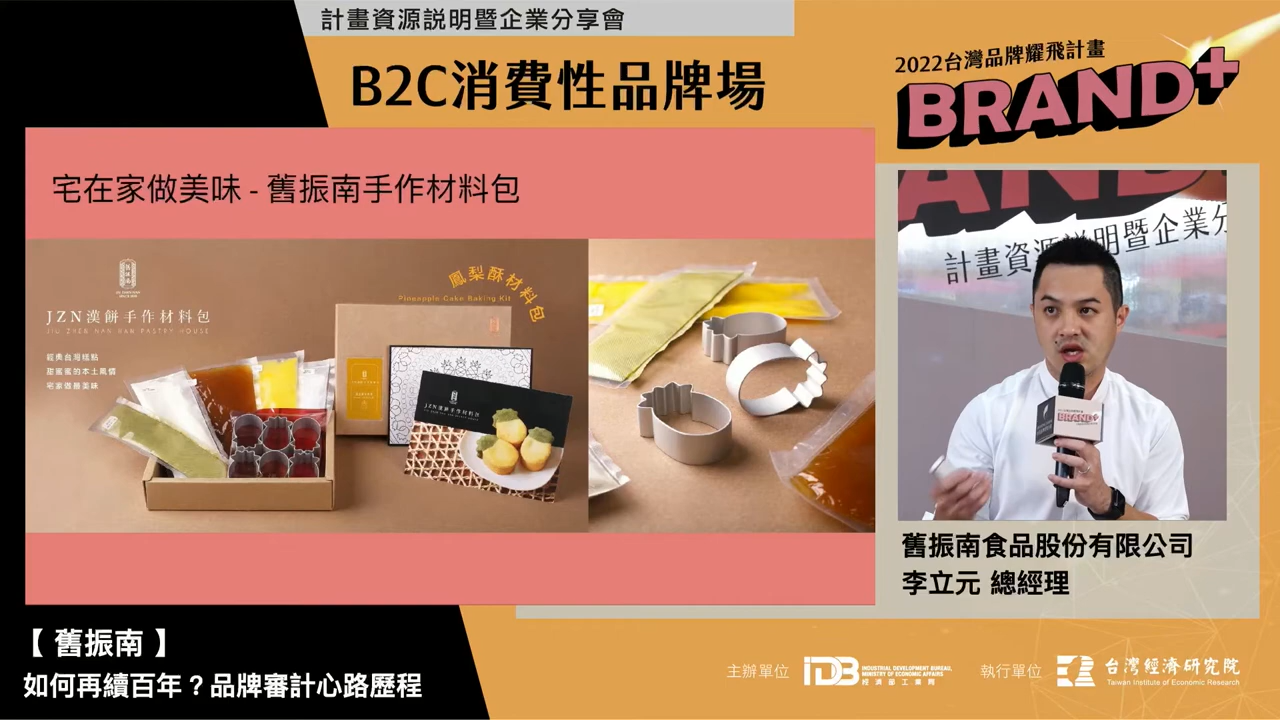 計畫資源説明暨企業分享會
B2C消費性品牌場
2022台灣品牌耀飛計畫
BRAND+
宅在家做美味 - 舊振南手作材料包
JZN漢餅手作材料包
JIU ZHEN NAN HAN PASTRY HOUSE
經典台灣糕點
甜蜜蜜的本土風情
宅家做善美味
鳳梨酥材料包
Pineapple Cake Baking Kit
JZN漢餅手作材料包
計畫資源説明暨企業分
BRAND+
舊振南食品股份有限公司
李立元 總經理
【 舊振南 】
如何再續百年？品牌審計心路歷程
主辦單位
IDB
INDUSTRIAL DEVELOPMENT BUREAU,
MINISTRY OF ECONOMIC AFFAIRS
經濟部工業局
執行單位
台灣經濟研究院
Taiwan Institute of Economic Research